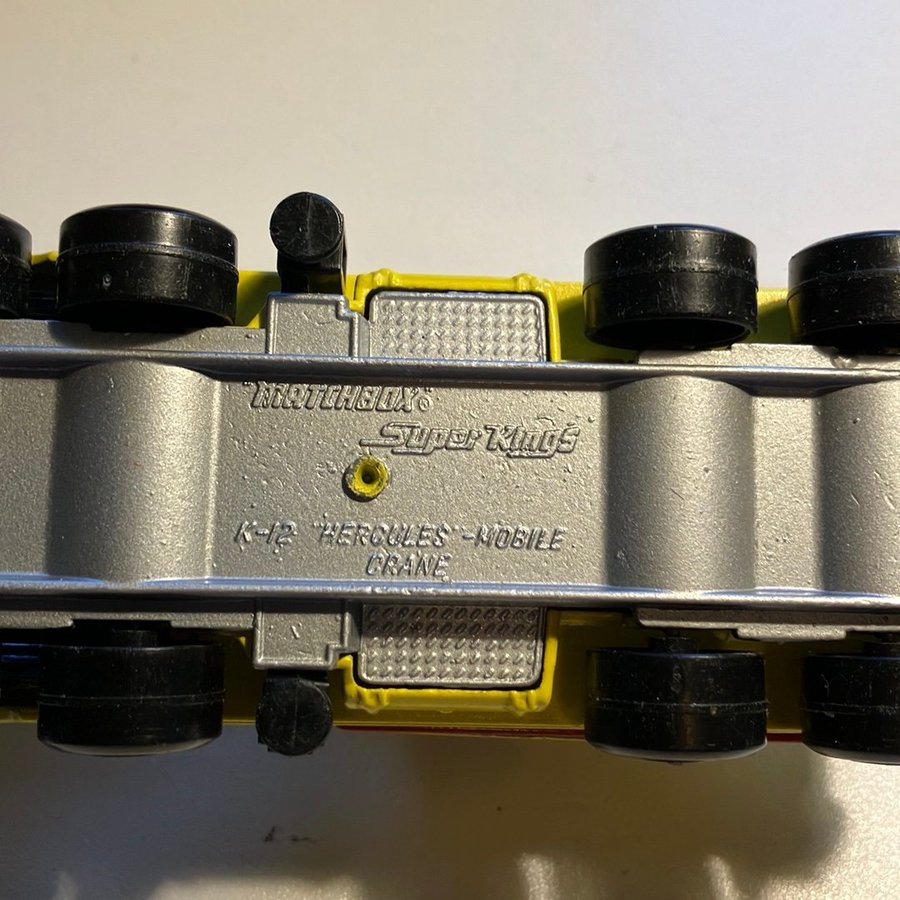 "MATCHBOX"®
Super Kings
K-12 "HERCULES"-MOBILE
CRANE